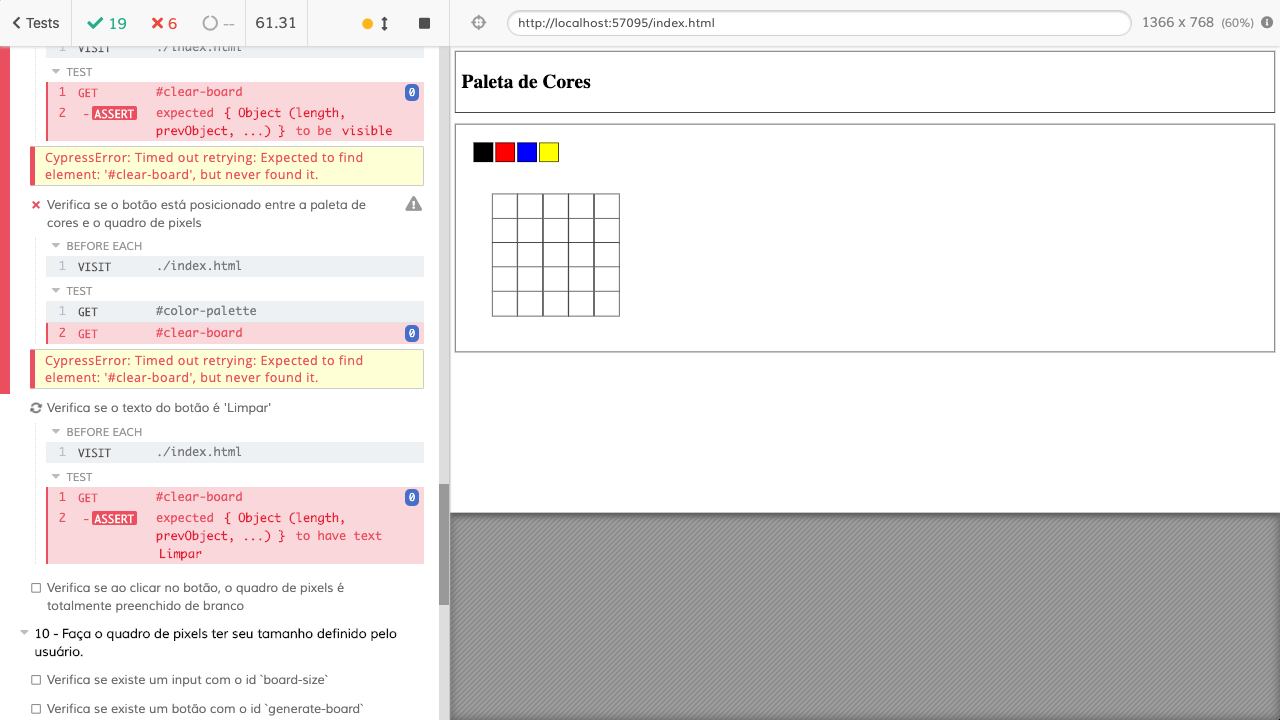 Tests 19 6 -- 61.31 http://localhost:57095/index.html 1366 x 768 (60%)
1 VISIT ./index.html
TEST
1 GET #clear-board 0
2 - ASSERT expected { Object (length,
prevObject, ...) } to be visible
CypressError: Timed out retrying: Expected to find
element: '#clear-board', but never found it.
Verifica se o botão está posicionado entre a paleta de
cores e o quadro de pixels
BEFORE EACH
1 VISIT ./index.html
TEST
1 GET #color-palette
2 GET #clear-board 0
CypressError: Timed out retrying: Expected to find
element: '#clear-board', but never found it.
Verifica se o texto do botão é 'Limpar'
BEFORE EACH
1 VISIT ./index.html
TEST
1 GET #clear-board 0
2 - ASSERT expected { Object (length,
prevObject, ...) } to have text
Limpar
Verifica se ao clicar no botão, o quadro de pixels é
totalmente preenchido de branco
10 - Faça o quadro de pixels ter seu tamanho definido pelo
usuário.
Verifica se existe um input com o id `board-size`
Verifica se existe um botão com o id `generate-board`
Paleta de Cores